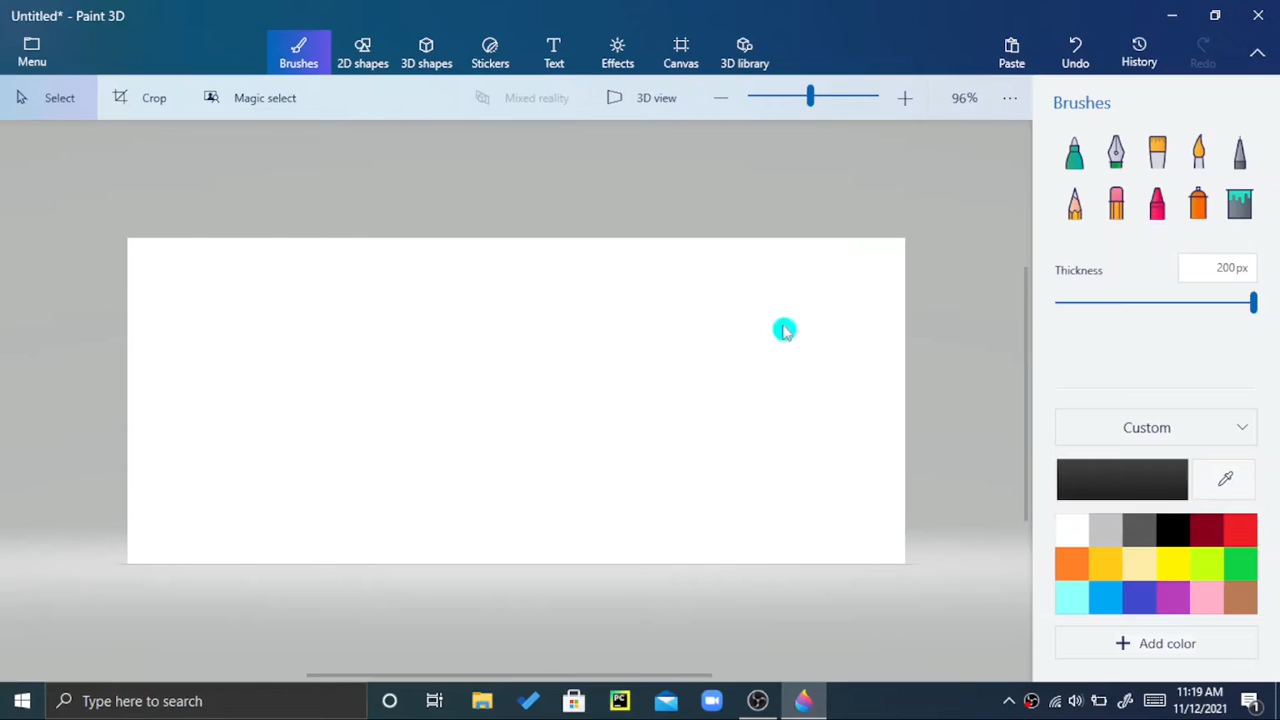 Untitled* - Paint 3D
Menu
Brushes
2D shapes
3D shapes
Stickers
Text
Effects
Canvas
3D library
Paste
Undo
History
Redo
Select
Crop
Magic select
Mixed reality
3D view
96%
Brushes
Thickness
200px
Custom
Add color
Type here to search
PC
11:19 AM
11/12/2021
1